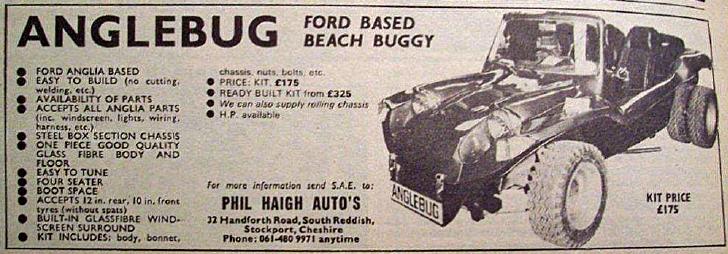 ANGLEBUG
FORD BASED
BEACH BUGGY
● FORD ANGLIA BASED
● EASY TO BUILD (no cutting,
welding, etc.)
● AVAILABILITY OF PARTS
● ACCEPTS ALL ANGLIA PARTS
(inc. windscreen, lights, wiring,
harness, etc.)
● STEEL BOX SECTION CHASSIS
● ONE PIECE GOOD QUALITY
GLASS FIBRE BODY AND
FLOOR
● EASY TO TUNE
● FOUR SEATER
● BOOT SPACE
● ACCEPTS 12 in. rear, 10 in. front
tyres (without spats)
● BUILT-IN GLASSFIBRE WIND-
SCREEN SURROUND
● KIT INCLUDES: body, bonnet,
chassis, nuts, bolts, etc.
● PRICE: KIT, £175
● READY BUILT KIT from £325
● We can also supply rolling chassis
● H.P. available
For more information send S.A.E. to:
PHIL HAIGH AUTO'S
32 Handforth Road, South Reddish,
Stockport, Cheshire
Phone: 061-480 9971 anytime
ANGLEBUG
KIT PRICE
£175